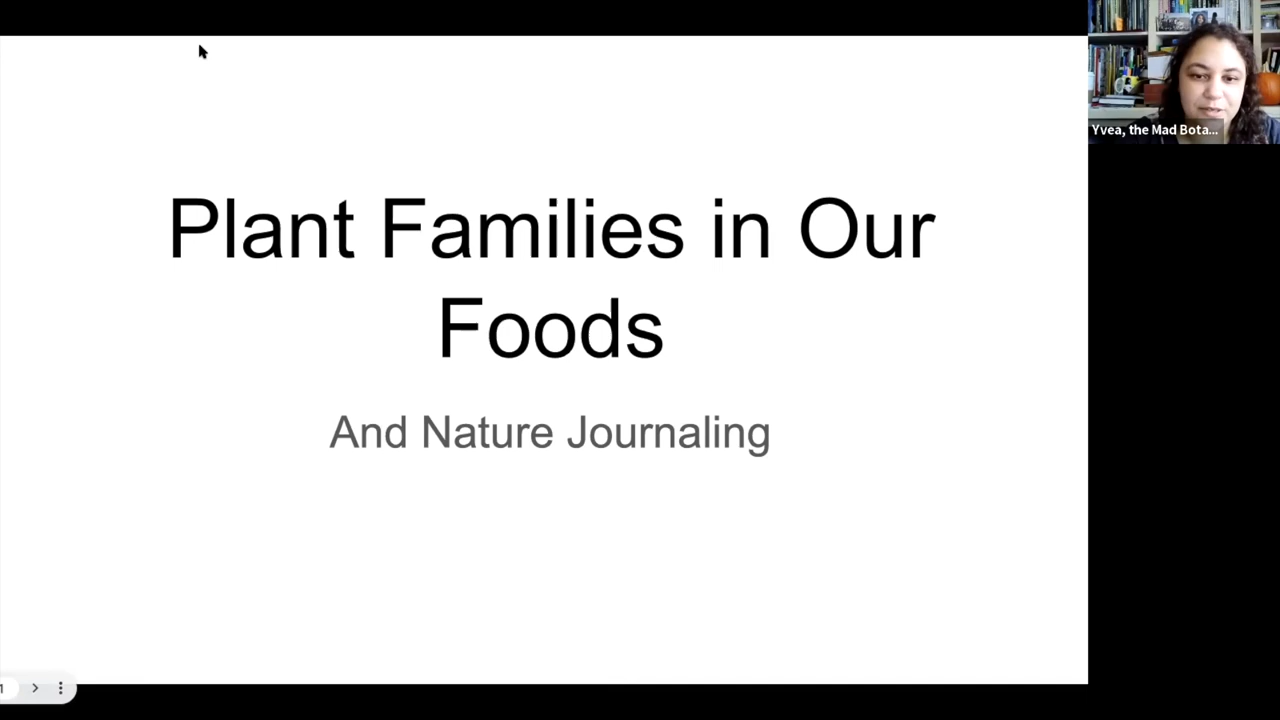 Plant Families in Our
Foods
And Nature Journaling
Yvea, the Mad Bota...
1